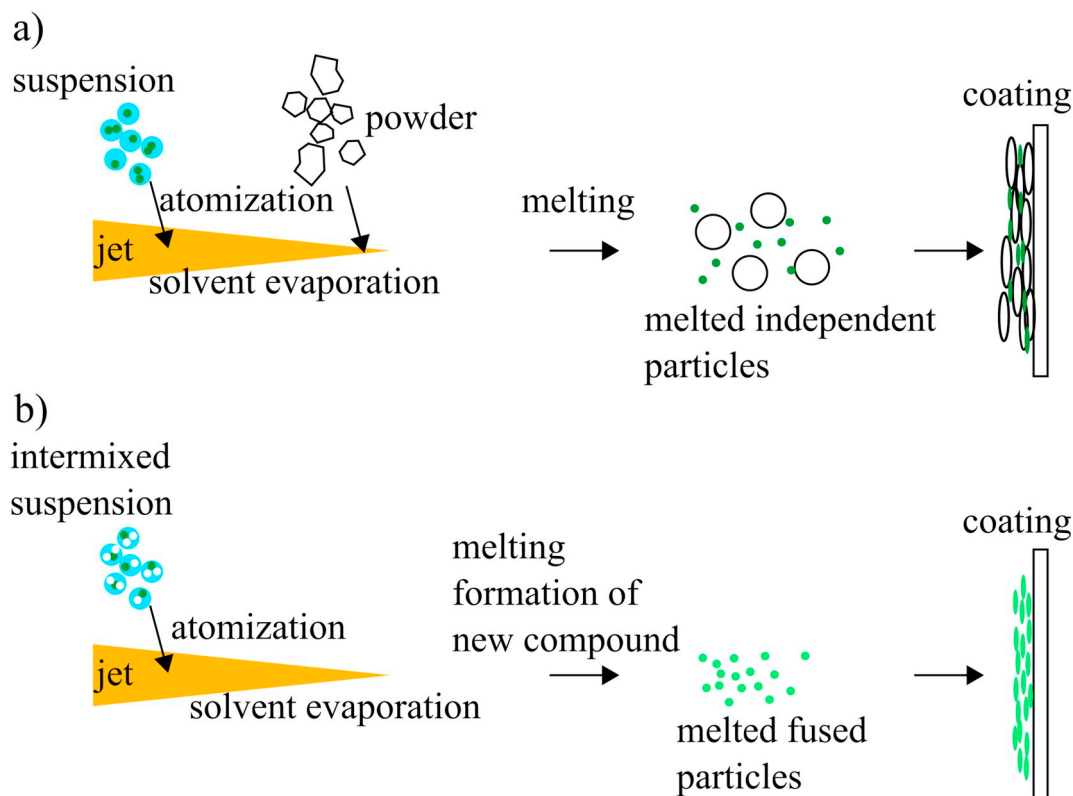 a)
suspension
powder
coating
atomization
melting
jet
solvent evaporation
melted independent
particles
b)
intermixed
suspension
coating
melting
formation of
new compound
atomization
jet
solvent evaporation
melted fused
particles